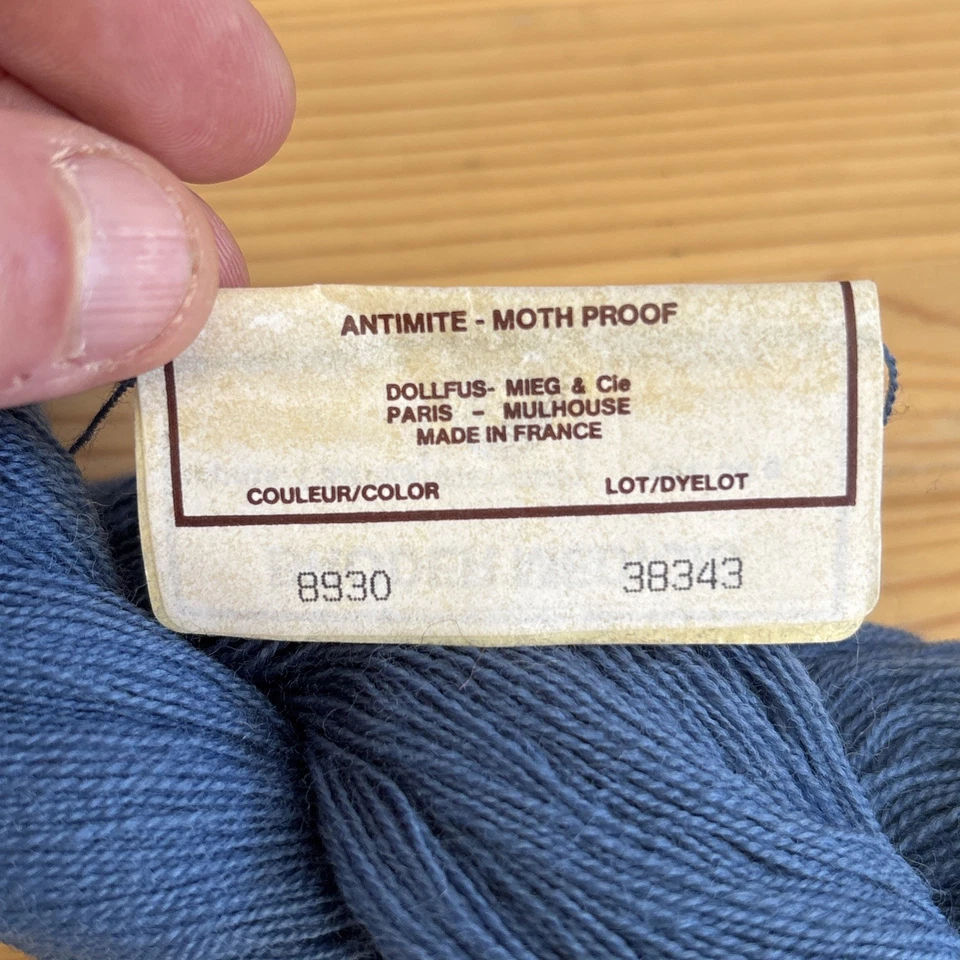 ANTIMITE - MOTH PROOF
DOLLFUS- MIEG & Cie
PARIS - MULHOUSE
MADE IN FRANCE
COULEUR/COLOR LOT/DYELOT
8930 38343